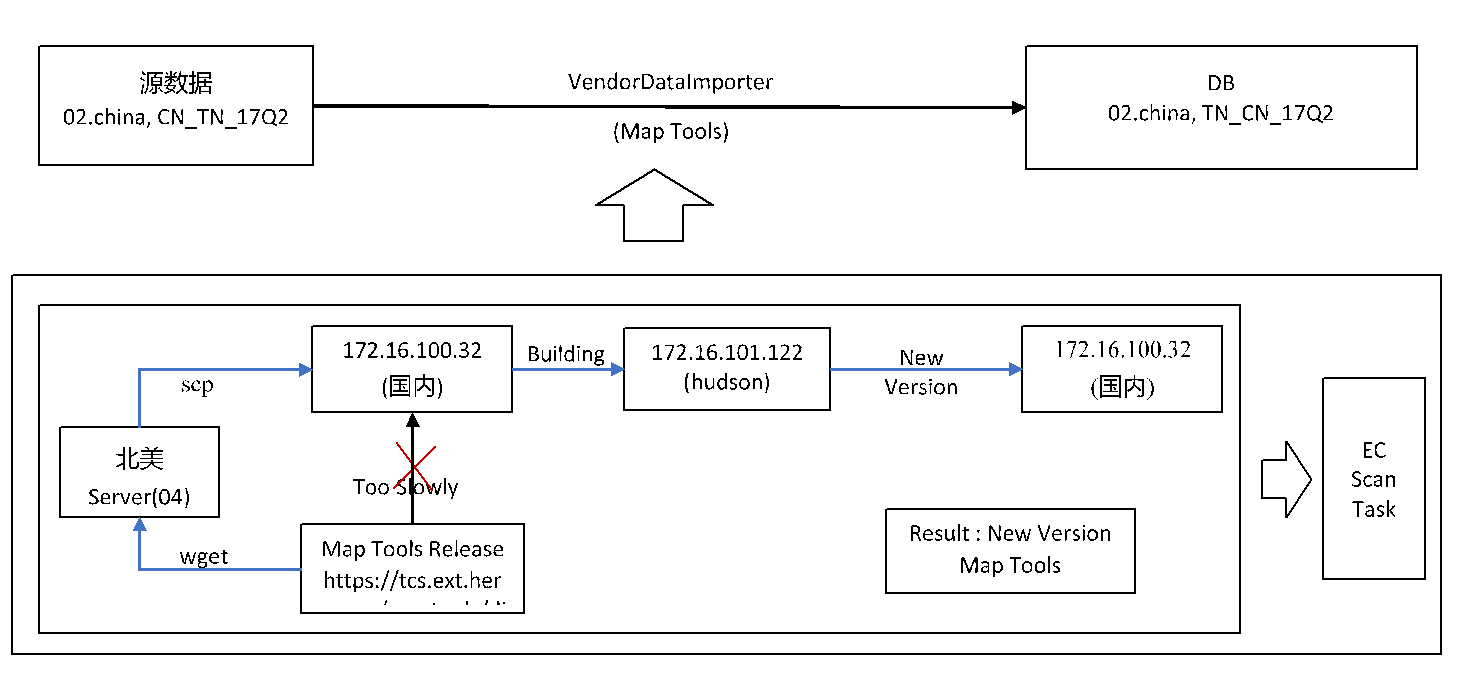 源数据
02.china, CN_TN_17Q2
VendorDataImporter
(Map Tools)
DB
02.china, TN_CN_17Q2
172.16.100.32
(国内)
Building
172.16.101.122
(hudson)
New
Version
172.16.100.32
(国内)
scp
北美
Server(04)
Too Slowly
wget
Map Tools Release
https://tcs.ext.her
Result : New Version
Map Tools
EC
Scan
Task